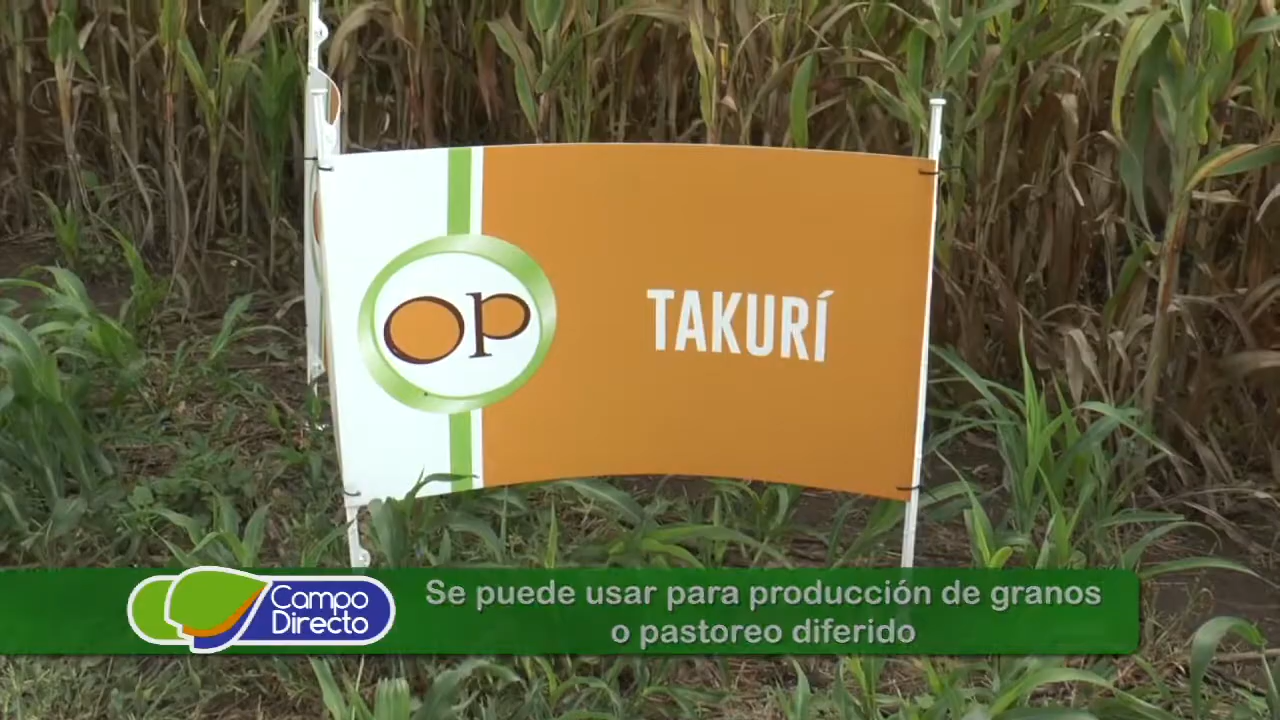 op
TAKURÍ
Campo
Directo
Se puede usar para producción de granos
o pastoreo diferido